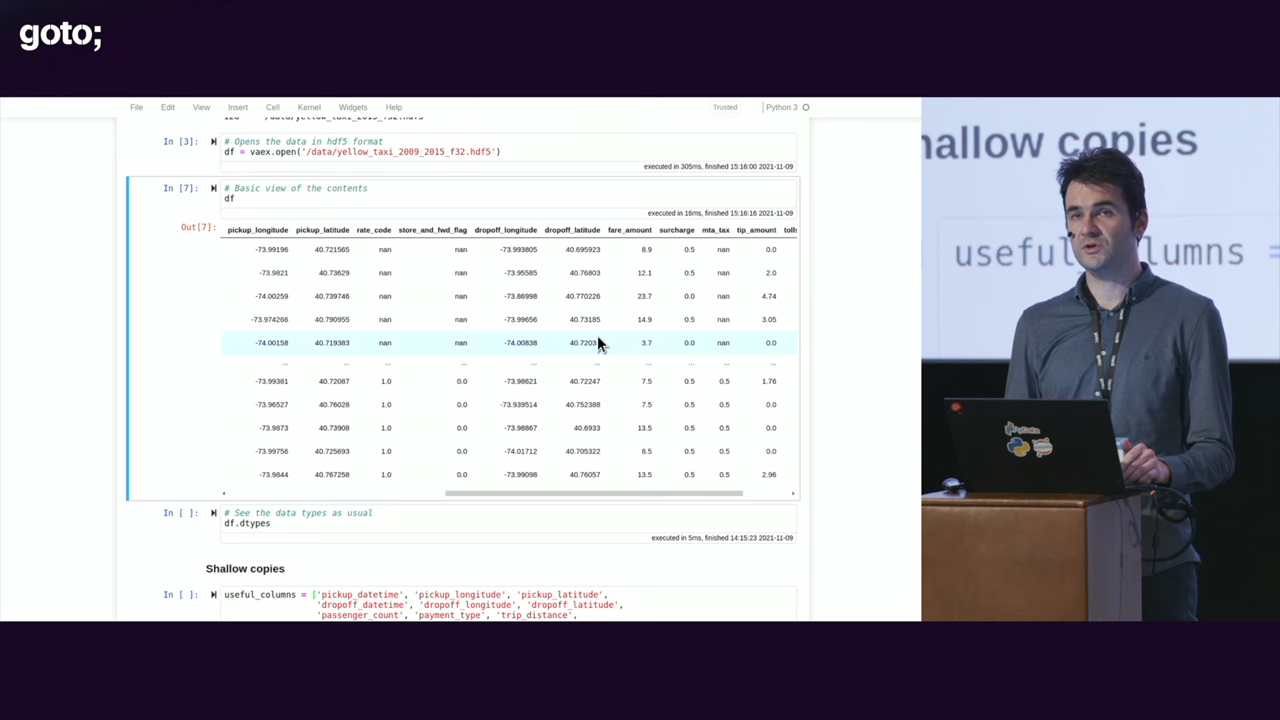 goto;
File Edit View Insert Cell Kernel Widgets Help Trusted Python 3
In [3]: # Opens the data in hdf5 format
df = vaex.open('/data/yellow_taxi_2009_2015_f32.hdf5')
executed in 305ms, finished 15:16:00 2021-11-09
In [7]: # Basic view of the contents
df
executed in 16ms, finished 15:16:16 2021-11-09
Out[7]: pickup_longitude pickup_latitude rate_code store_and_fwd_flag dropoff_longitude dropoff_latitude fare_amount surcharge mta_tax tip_amount tolls
-73.99196 40.721565 nan nan -73.993805 40.695923 8.9 0.5 nan 0.0
-73.9821 40.73629 nan nan -73.95585 40.76803 12.1 0.5 nan 2.0
-74.00259 40.739746 nan nan -73.86998 40.770226 23.7 0.0 nan 4.74
-73.974266 40.790955 nan nan -73.99656 40.73185 14.9 0.5 nan 3.05
-74.00158 40.719383 nan nan -74.00838 3.7 0.0 nan 0.0
... ... ... ... ... ... ... ... ... ...
-73.99381 40.72087 1.0 0.0 -73.98621 40.72247 7.5 0.5 0.5 1.76
-73.96527 40.76028 1.0 0.0 -73.939514 40.752388 7.5 0.5 0.5 0.0
-73.9873 40.73908 1.0 0.0 -73.98867 40.6933 13.5 0.5 0.5 0.0
-73.99756 40.725693 1.0 0.0 -74.01712 40.705322 8.5 0.5 0.5 0.0
-73.9844 40.767258 1.0 0.0 -73.99098 40.76057 13.5 0.5 0.5 2.96
In [ ]: # See the data types as usual
df.dtypes
executed in 5ms, finished 14:15:23 2021-11-09
Shallow copies
In [ ]: useful_columns = ['pickup_datetime', 'pickup_longitude', 'pickup_latitude',
'dropoff_datetime', 'dropoff_longitude', 'dropoff_latitude',
'passenger_count', 'payment_type', 'trip_distance',
hallow copies
useful lumns =
PyData